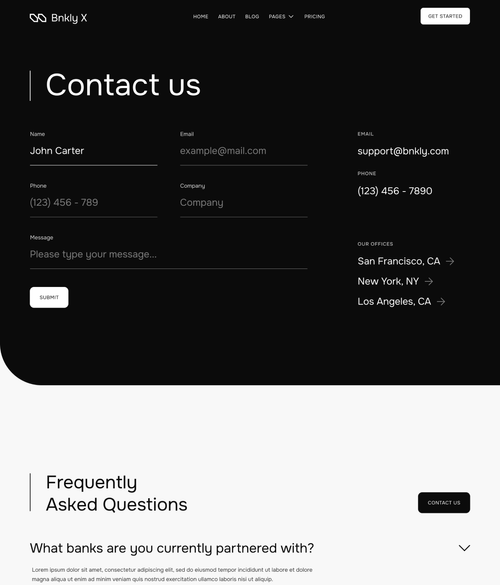 Bnkly X
HOME ABOUT BLOG PAGES PRICING
GET STARTED
Contact us
Name
John Carter
Email
example@mail.com
Phone
(123) 456 - 789
Company
Company
Message
Please type your message...
SUBMIT
EMAIL
support@bnkly.com
PHONE
(123) 456 - 7890
OUR OFFICES
San Francisco, CA
New York, NY
Los Angeles, CA
Frequently
Asked Questions
CONTACT US
What banks are you currently partnered with?
Lorem ipsum dolor sit amet, consectetur adipiscing elit, sed do eiusmod tempor incididunt ut labore et dolore
magna aliqua ut enim ad minim veniam quis nostrud exercitation ullamco laboris nisi ut aliquip.